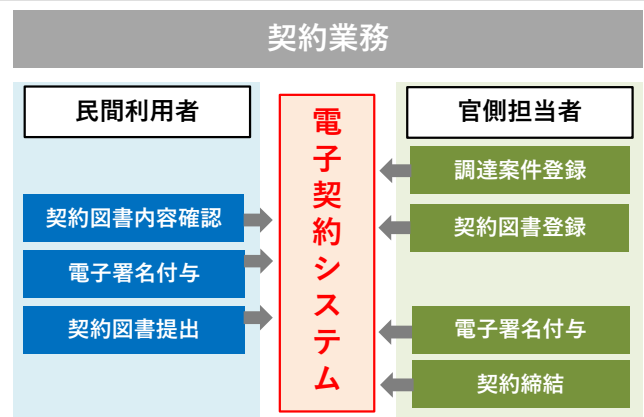 契約業務
民間利用者
契約図書内容確認
電子署名付与
契約図書提出
電子契約システム
官側担当者
調達案件登録
契約図書登録
電子署名付与
契約締結